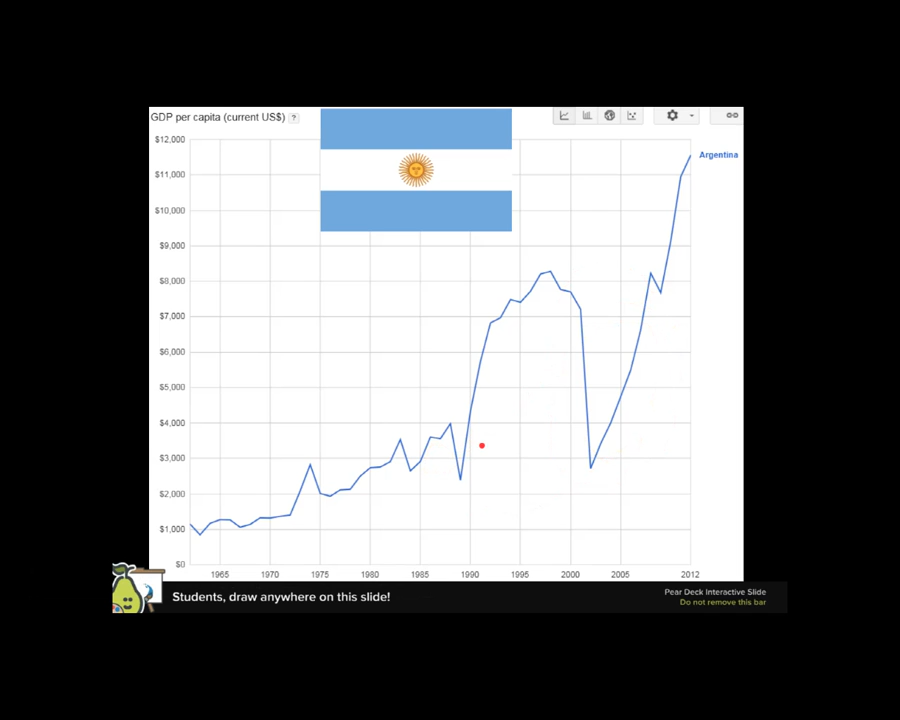 GDP per capita (current US$) ?
$12,000
Argentina
$11,000
$10,000
$9,000
$8,000
$7,000
$6,000
$5,000
$4,000
$3,000
$2,000
$1,000
$0
1965 1970 1975 1980 1985 1990 1995 2000 2005 2012
Students, draw anywhere on this slide!
Pear Deck Interactive Slide
Do not remove this bar